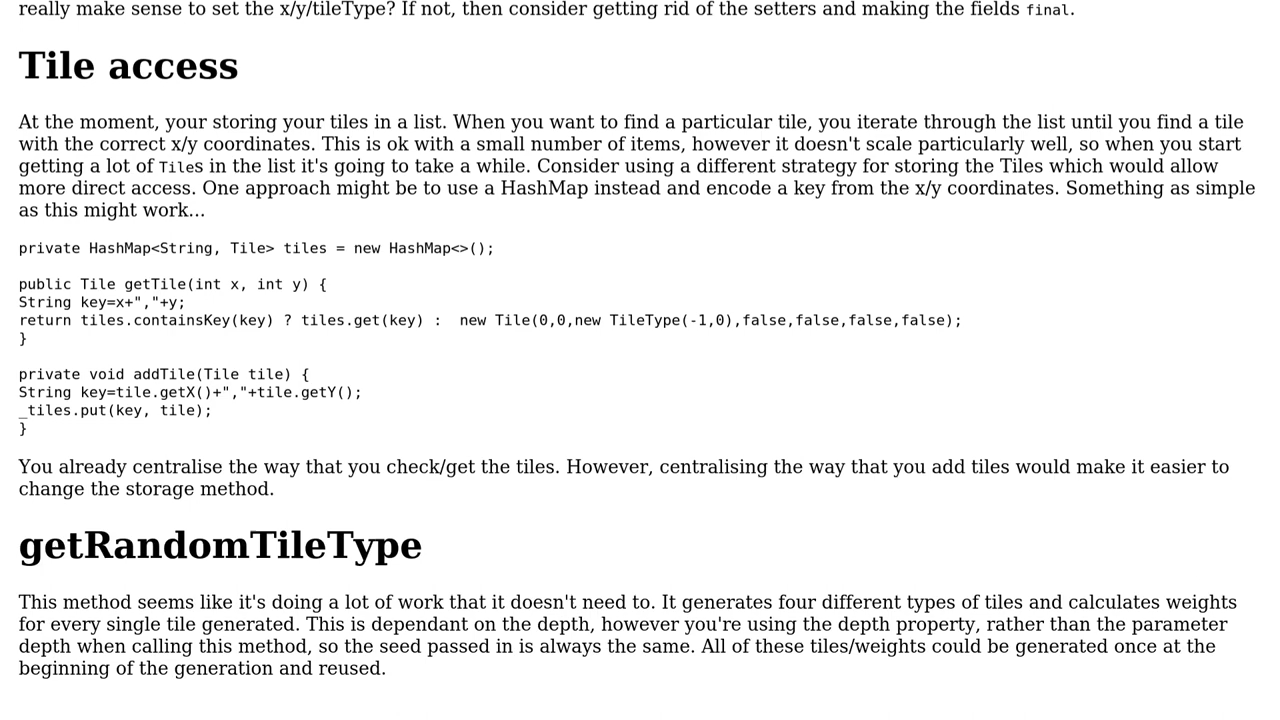 really make sense to set the x/y/tileType? If not, then consider getting rid of the setters and making the fields final.
Tile access
At the moment, your storing your tiles in a list. When you want to find a particular tile, you iterate through the list until you find a tile
with the correct x/y coordinates. This is ok with a small number of items, however it doesn't scale particularly well, so when you start
getting a lot of Tiles in the list it's going to take a while. Consider using a different strategy for storing the Tiles which would allow
more direct access. One approach might be to use a HashMap instead and encode a key from the x/y coordinates. Something as simple
as this might work...
private HashMap<String, Tile> tiles = new HashMap<>();
public Tile getTile(int x, int y) {
String key=x+","+y;
return tiles.containsKey(key) ? tiles.get(key) :  new Tile(0,0,new TileType(-1,0),false,false,false,false);
}
private void addTile(Tile tile) {
String key=tile.getX()+","+tile.getY();
_tiles.put(key, tile);
}
You already centralise the way that you check/get the tiles. However, centralising the way that you add tiles would make it easier to
change the storage method.
getRandomTileType
This method seems like it's doing a lot of work that it doesn't need to. It generates four different types of tiles and calculates weights
for every single tile generated. This is dependant on the depth, however you're using the depth property, rather than the parameter
depth when calling this method, so the seed passed in is always the same. All of these tiles/weights could be generated once at the
beginning of the generation and reused.